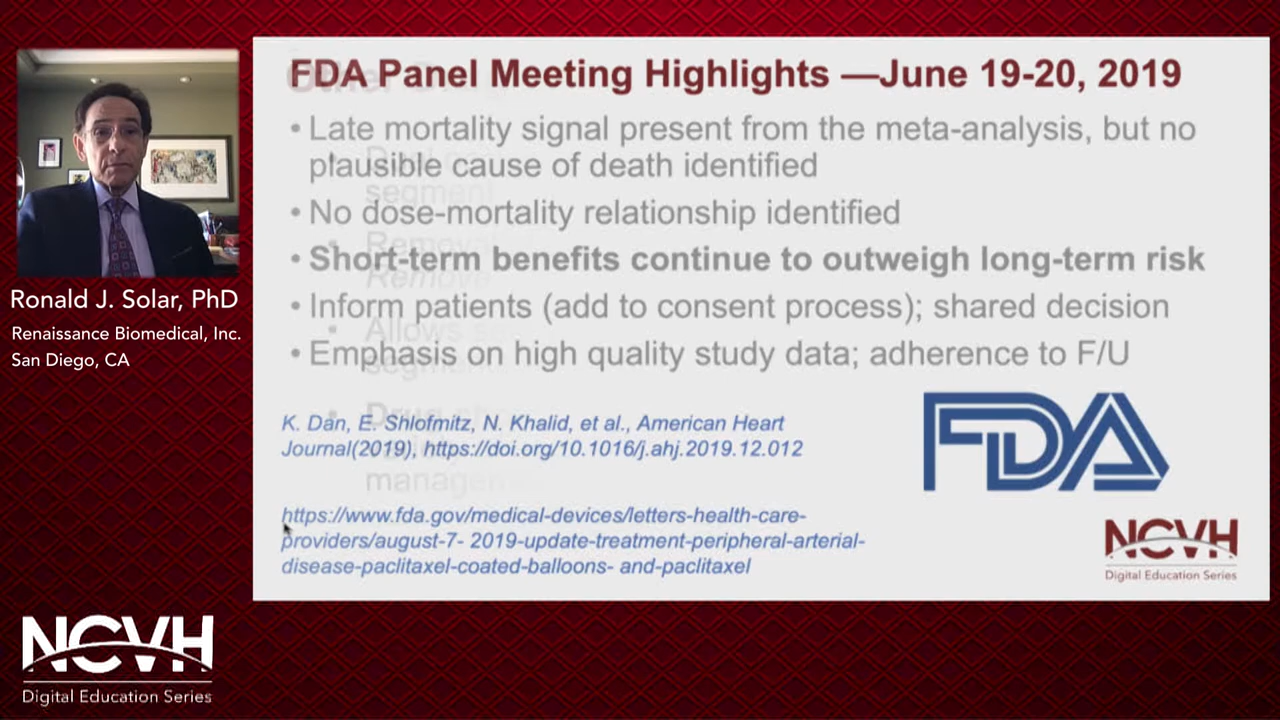 FDA Panel Meeting Highlights —June 19-20, 2019
• Late mortality signal present from the meta-analysis, but no
plausible cause of death identified
• No dose-mortality relationship identified
• Short-term benefits continue to outweigh long-term risk
• Inform patients (add to consent process); shared decision
• Emphasis on high quality study data; adherence to F/U
K. Dan, E. Shlofmitz, N. Khalid, et al., American Heart
Journal(2019), https://doi.org/10.1016/j.ahj.2019.12.012
https://www.fda.gov/medical-devices/letters-health-care-
providers/august-7- 2019-update-treatment-peripheral-arterial-
disease-paclitaxel-coated-balloons- and-paclitaxel
FDA
NCVH
Digital Education Series
Ronald J. Solar, PhD
Renaissance Biomedical, Inc.
San Diego, CA
NCVH
Digital Education Series